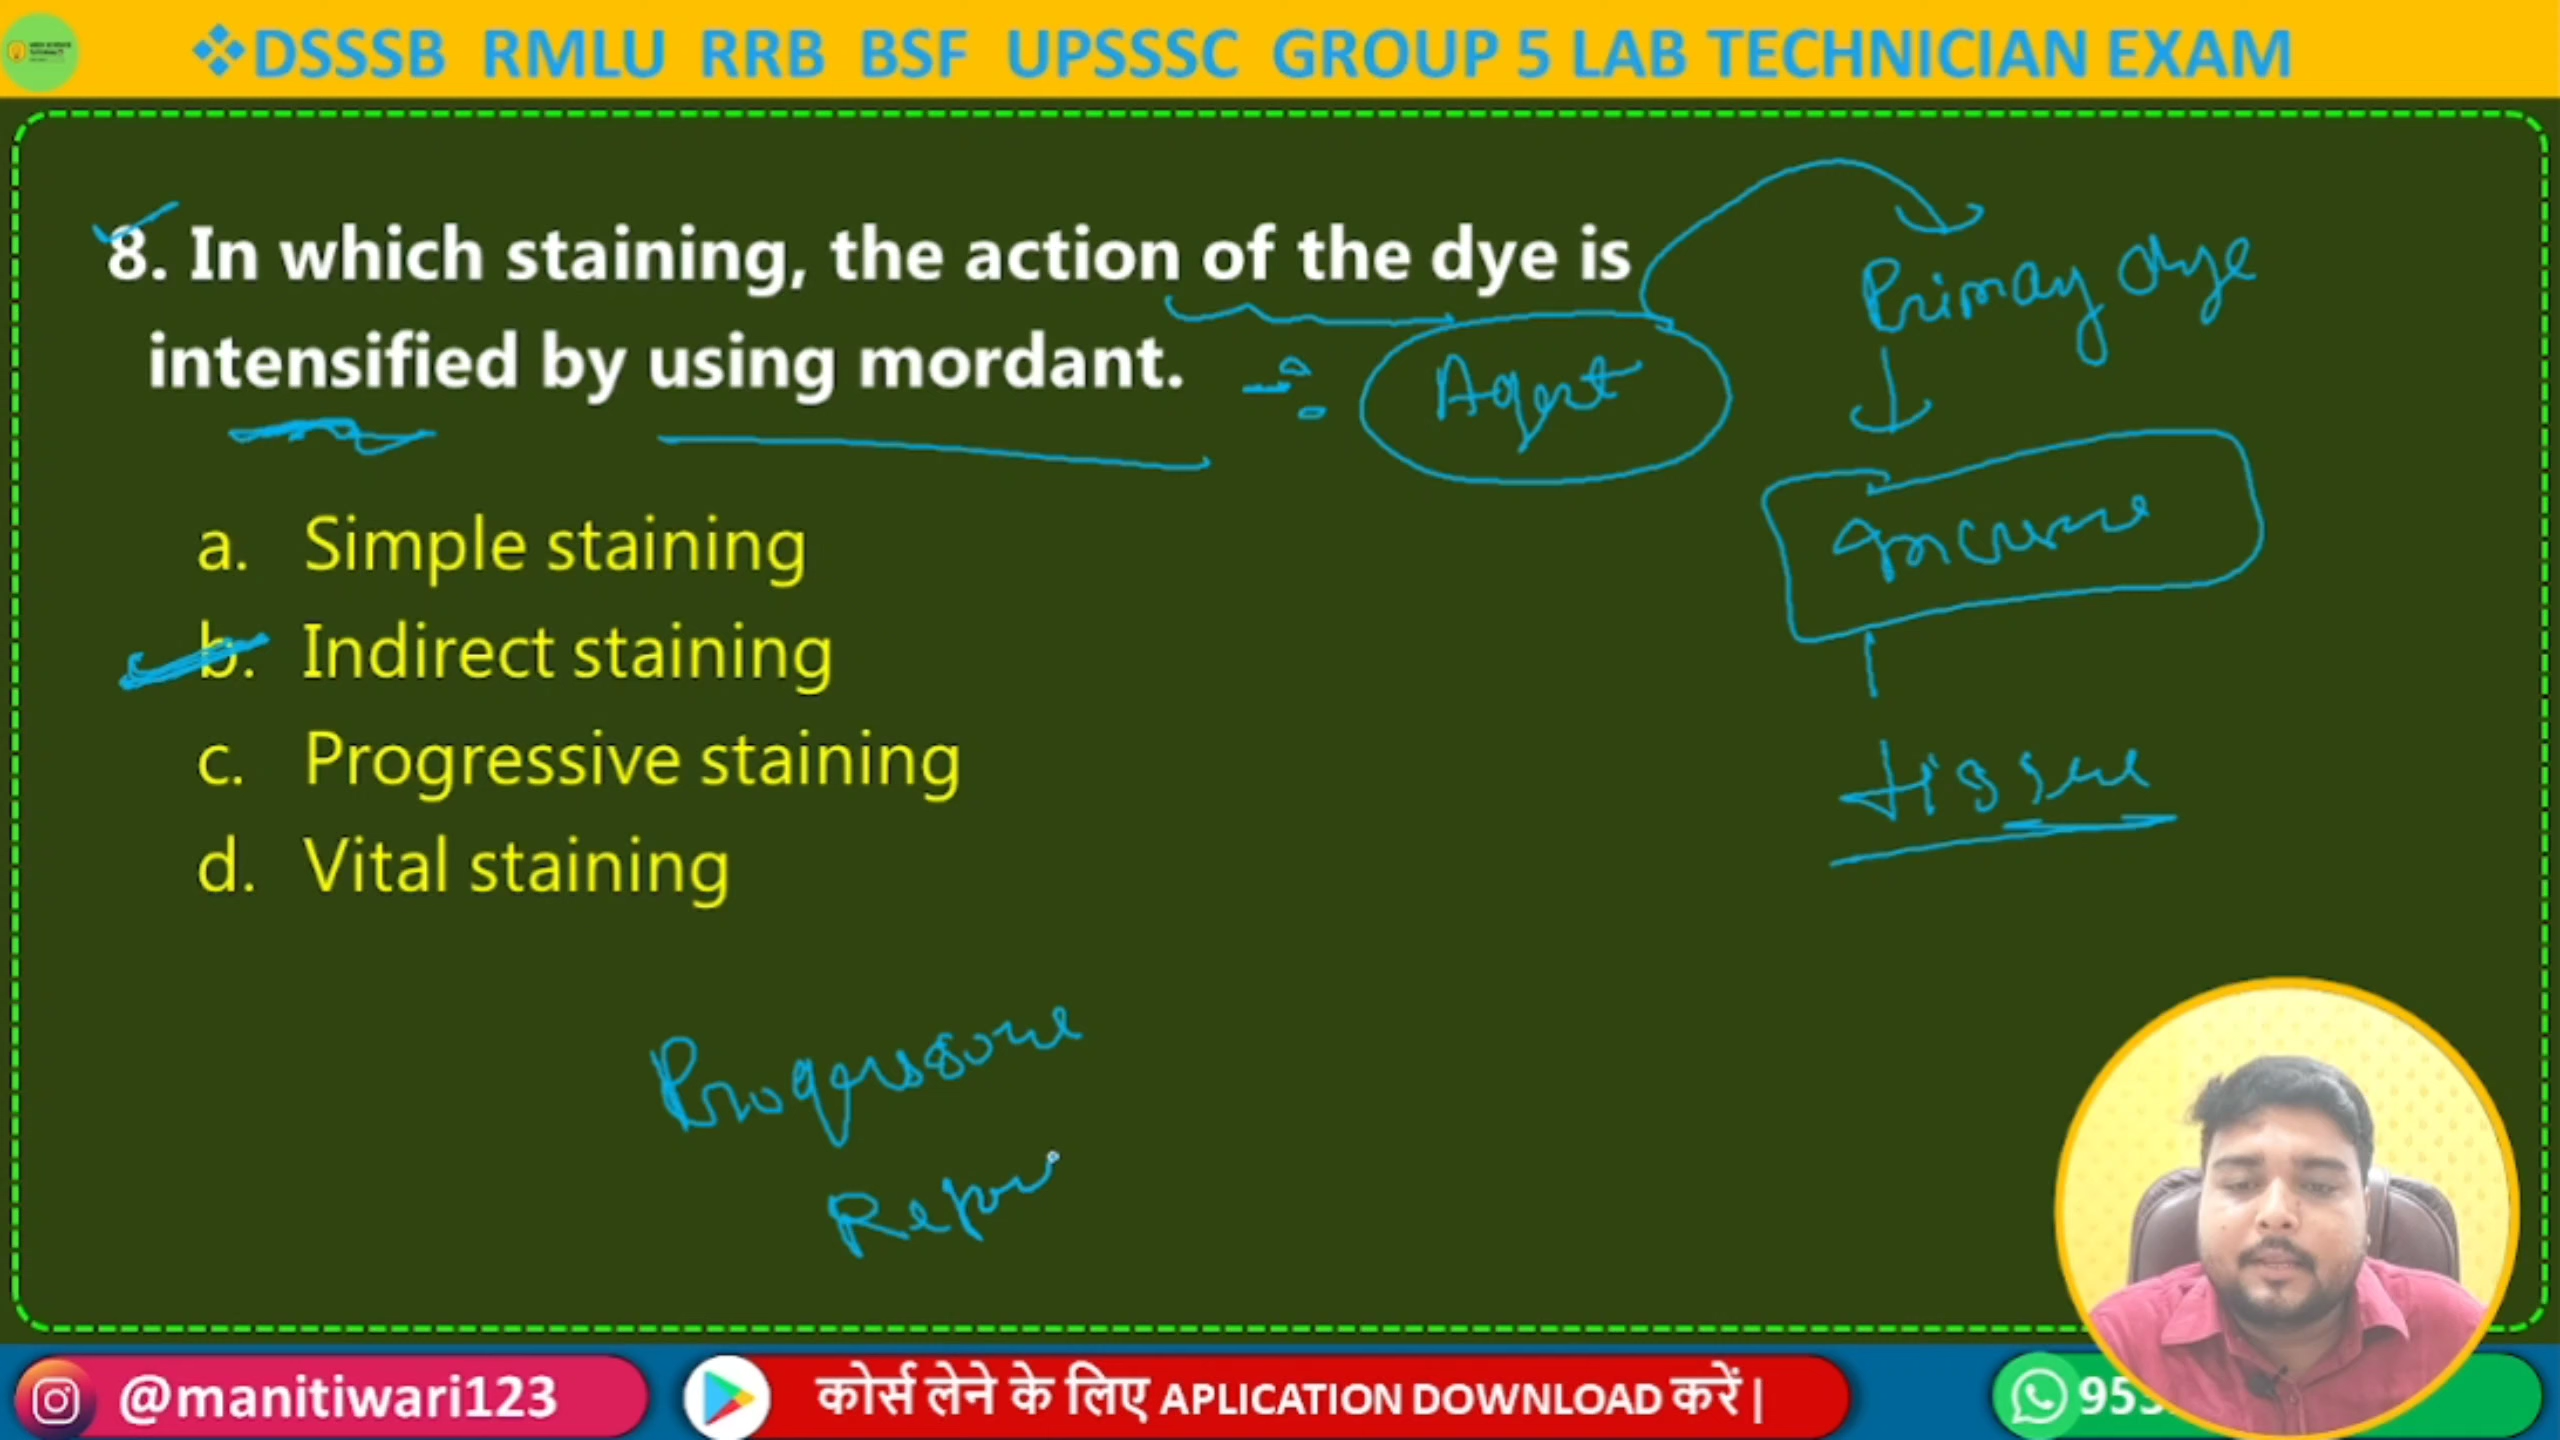 ❖DSSSB RMLU RRB BSF UPSSSC GROUP 5 LAB TECHNICIAN EXAM
8. In which staining, the action of the dye is
intensified by using mordant.
Agent
Primay dye
a. Simple staining
b. Indirect staining
c. Progressive staining
d. Vital staining
tissue
@manitiwari123
कोर्स लेने के लिए APLICATION DOWNLOAD करें |